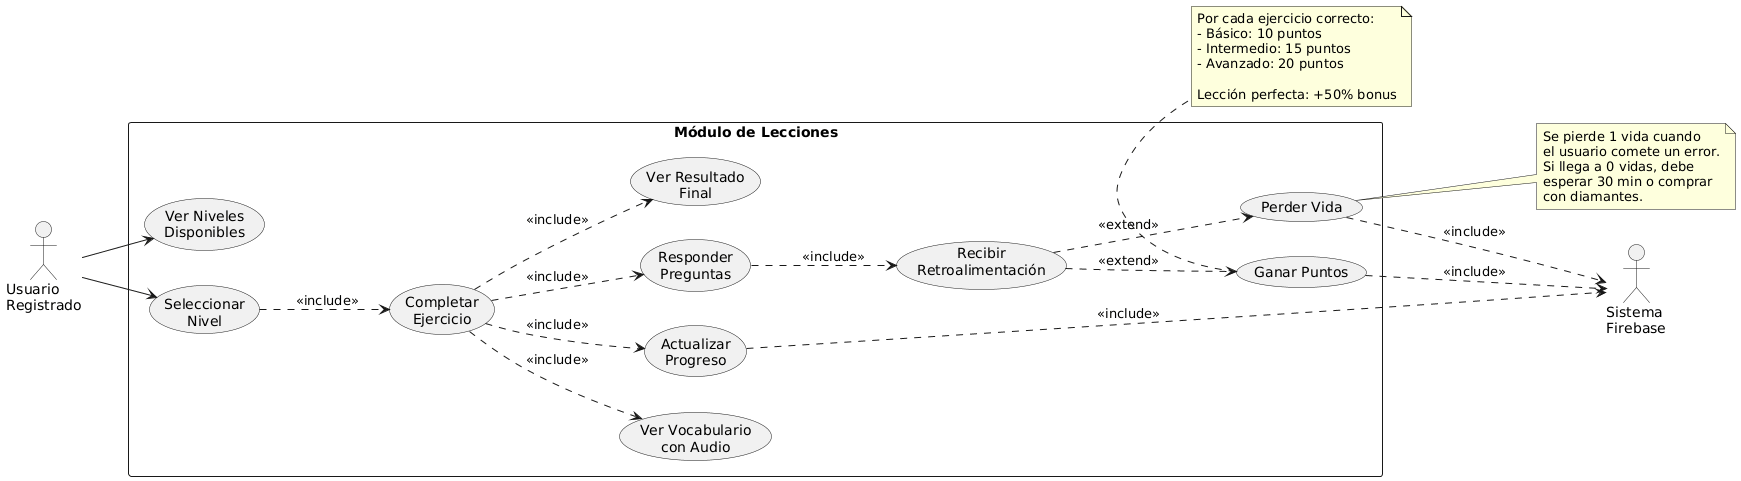 Por cada ejercicio correcto:
- Básico: 10 puntos
- Intermedio: 15 puntos
- Avanzado: 20 puntos
Lección perfecta: +50% bonus
Módulo de Lecciones
Se pierde 1 vida cuando
el usuario comete un error.
Si llega a 0 vidas, debe
esperar 30 min o comprar
con diamantes.
Usuario
Registrado
Ver Niveles
Disponibles
Seleccionar
Nivel
«include»
Completar
Ejercicio
«include»
«include»
«include»
«include»
Ver Resultado
Final
Responder
Preguntas
Actualizar
Progreso
Ver Vocabulario
con Audio
«include»
Recibir
Retroalimentación
«extend»
«extend»
«include»
Perder Vida
Ganar Puntos
«include»
«include»
Sistema
Firebase